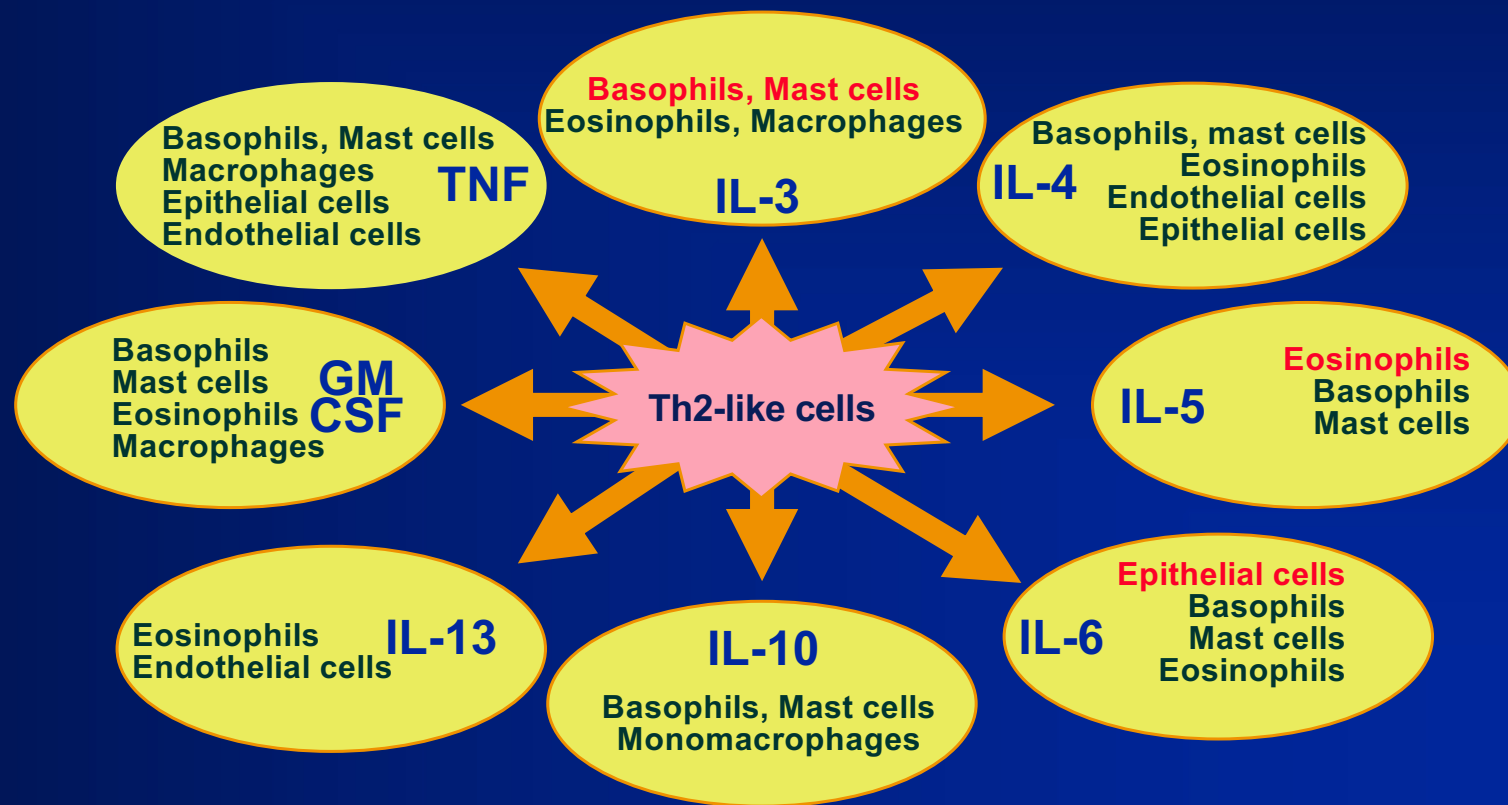 Basophils, Mast cells
Eosinophils, Macrophages
IL-3
Basophils, Mast cells
Macrophages
Epithelial cells
Endothelial cells
TNF
Basophils, mast cells
Eosinophils
Endothelial cells
Epithelial cells
IL-4
Basophils
Mast cells
Eosinophils
Macrophages
GM
CSF
Th2-like cells
IL-5
Eosinophils
Basophils
Mast cells
Eosinophils
Endothelial cells
IL-13
IL-10
Basophils, Mast cells
Monomacrophages
IL-6
Epithelial cells
Basophils
Mast cells
Eosinophils